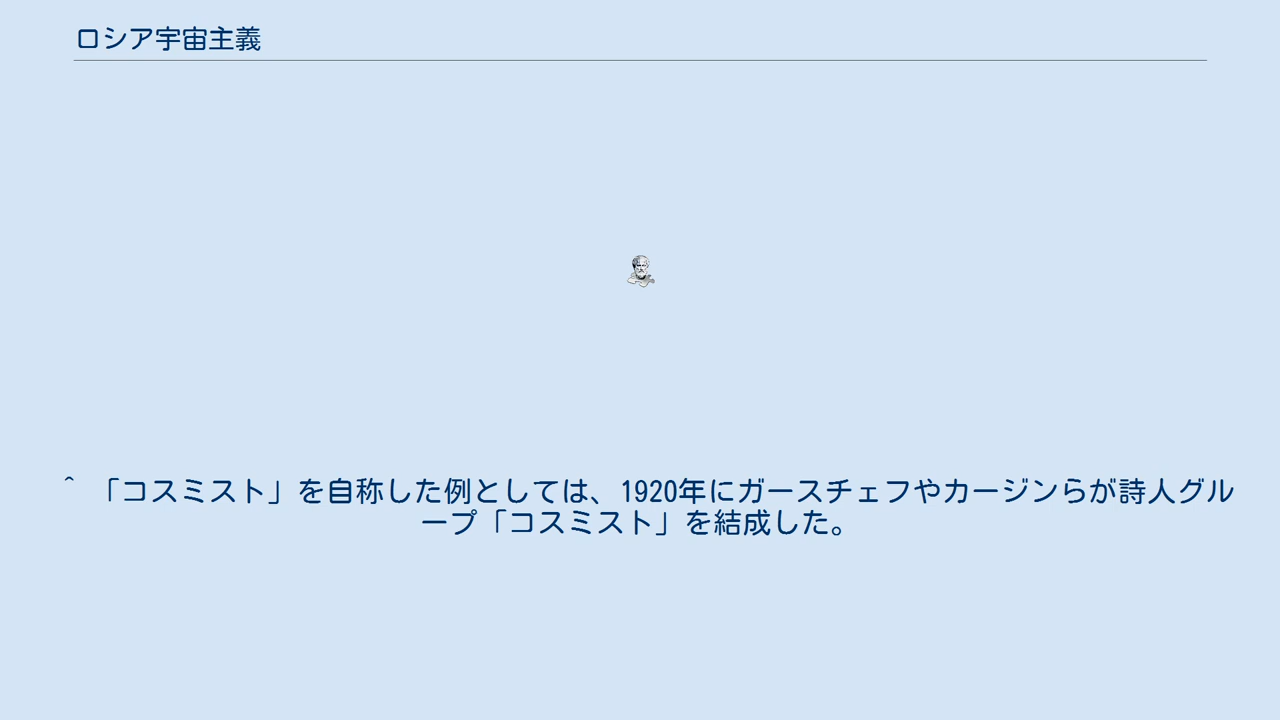 ロシア宇宙主義
^ 「コスミスト」を自称した例としては、1920年にガースチェフやカージンらが詩人グル
ープ「コスミスト」を結成した。